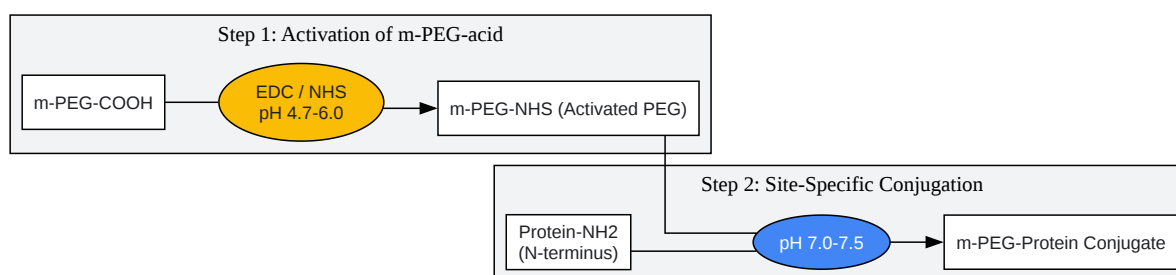 Step 1: Activation of m-PEG-acid
m-PEG-COOH
EDC / NHS
pH 4.7-6.0
m-PEG-NHS (Activated PEG)
Step 2: Site-Specific Conjugation
Protein-NH2
(N-terminus)
pH 7.0-7.5
m-PEG-Protein Conjugate